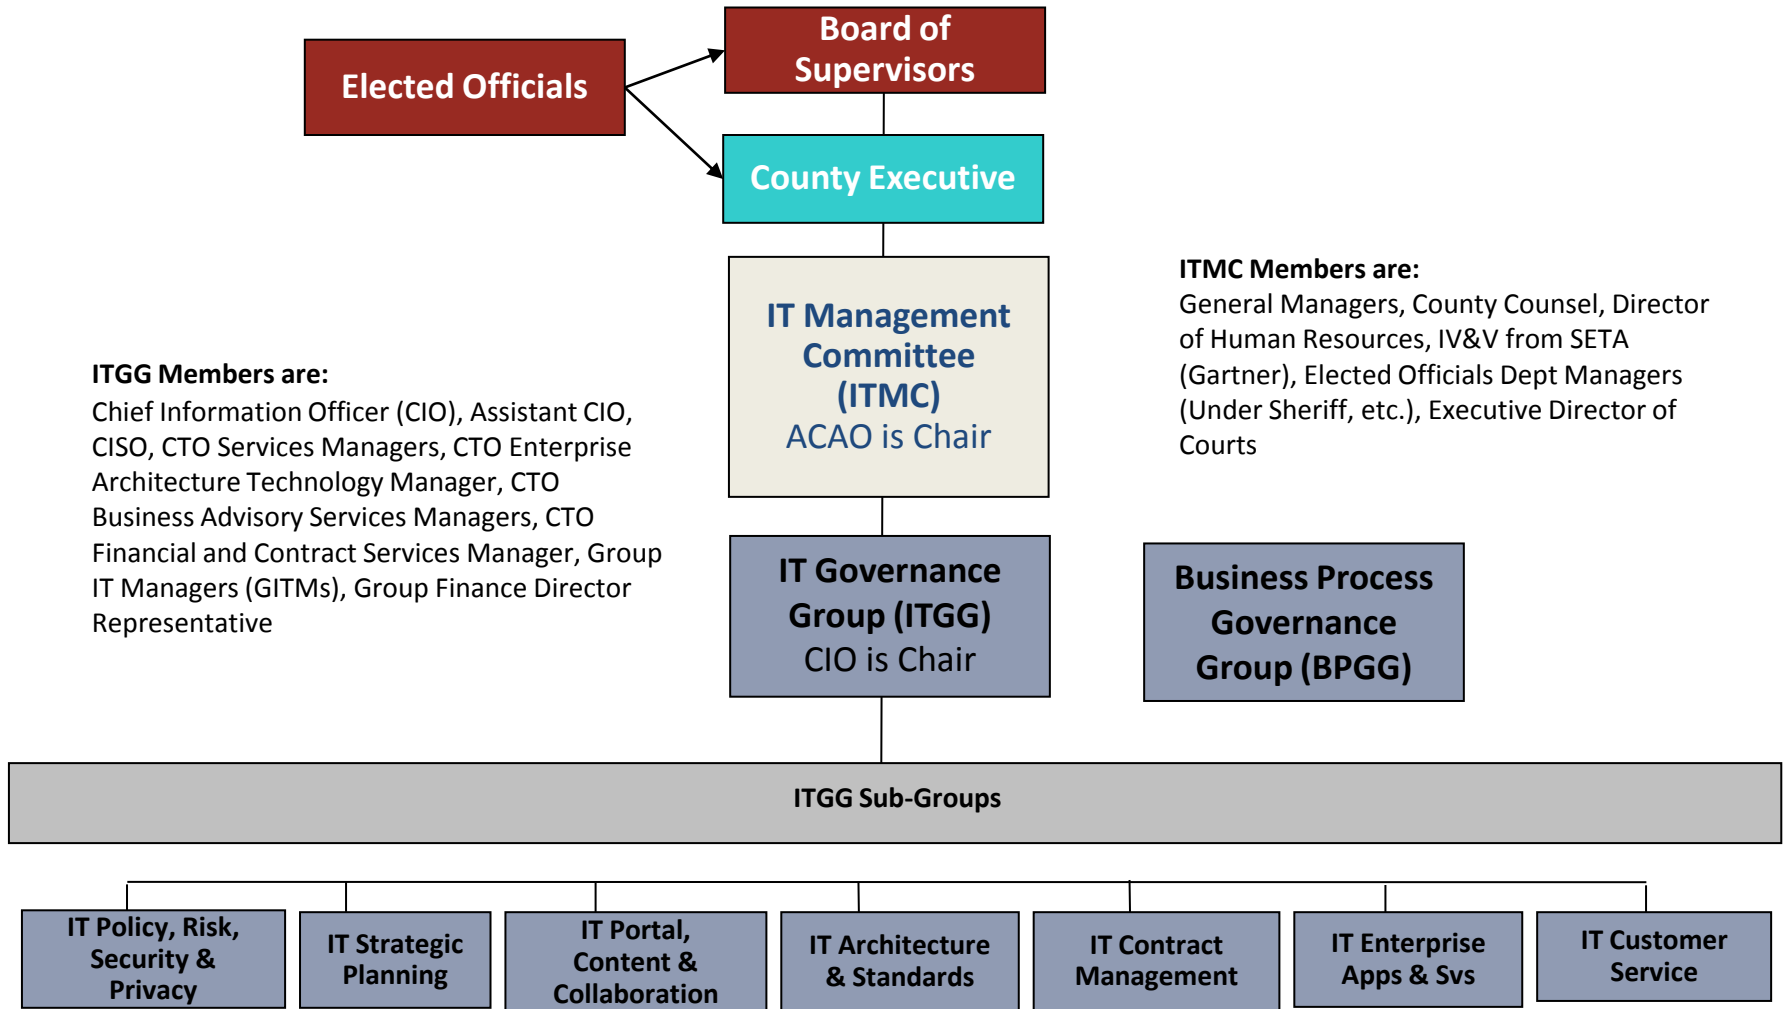 Elected Officials
Board of
Supervisors
County Executive
IT Management
Committee
(ITMC)
ACAO is Chair
ITMC Members are:
General Managers, County Counsel, Director
of Human Resources, IV&V from SETA
(Gartner), Elected Officials Dept Managers
(Under Sheriff, etc.), Executive Director of
Courts
ITGG Members are:
Chief Information Officer (CIO), Assistant CIO,
CISO, CTO Services Managers, CTO Enterprise
Architecture Technology Manager, CTO
Business Advisory Services Managers, CTO
Financial and Contract Services Manager, Group
IT Managers (GITMs), Group Finance Director
Representative
IT Governance
Group (ITGG)
CIO is Chair
Business Process
Governance
Group (BPGG)
ITGG Sub-Groups
IT Policy, Risk,
Security &
Privacy
IT Strategic
Planning
IT Portal,
Content &
Collaboration
IT Architecture
& Standards
IT Contract
Management
IT Enterprise
Apps & Svs
IT Customer
Service